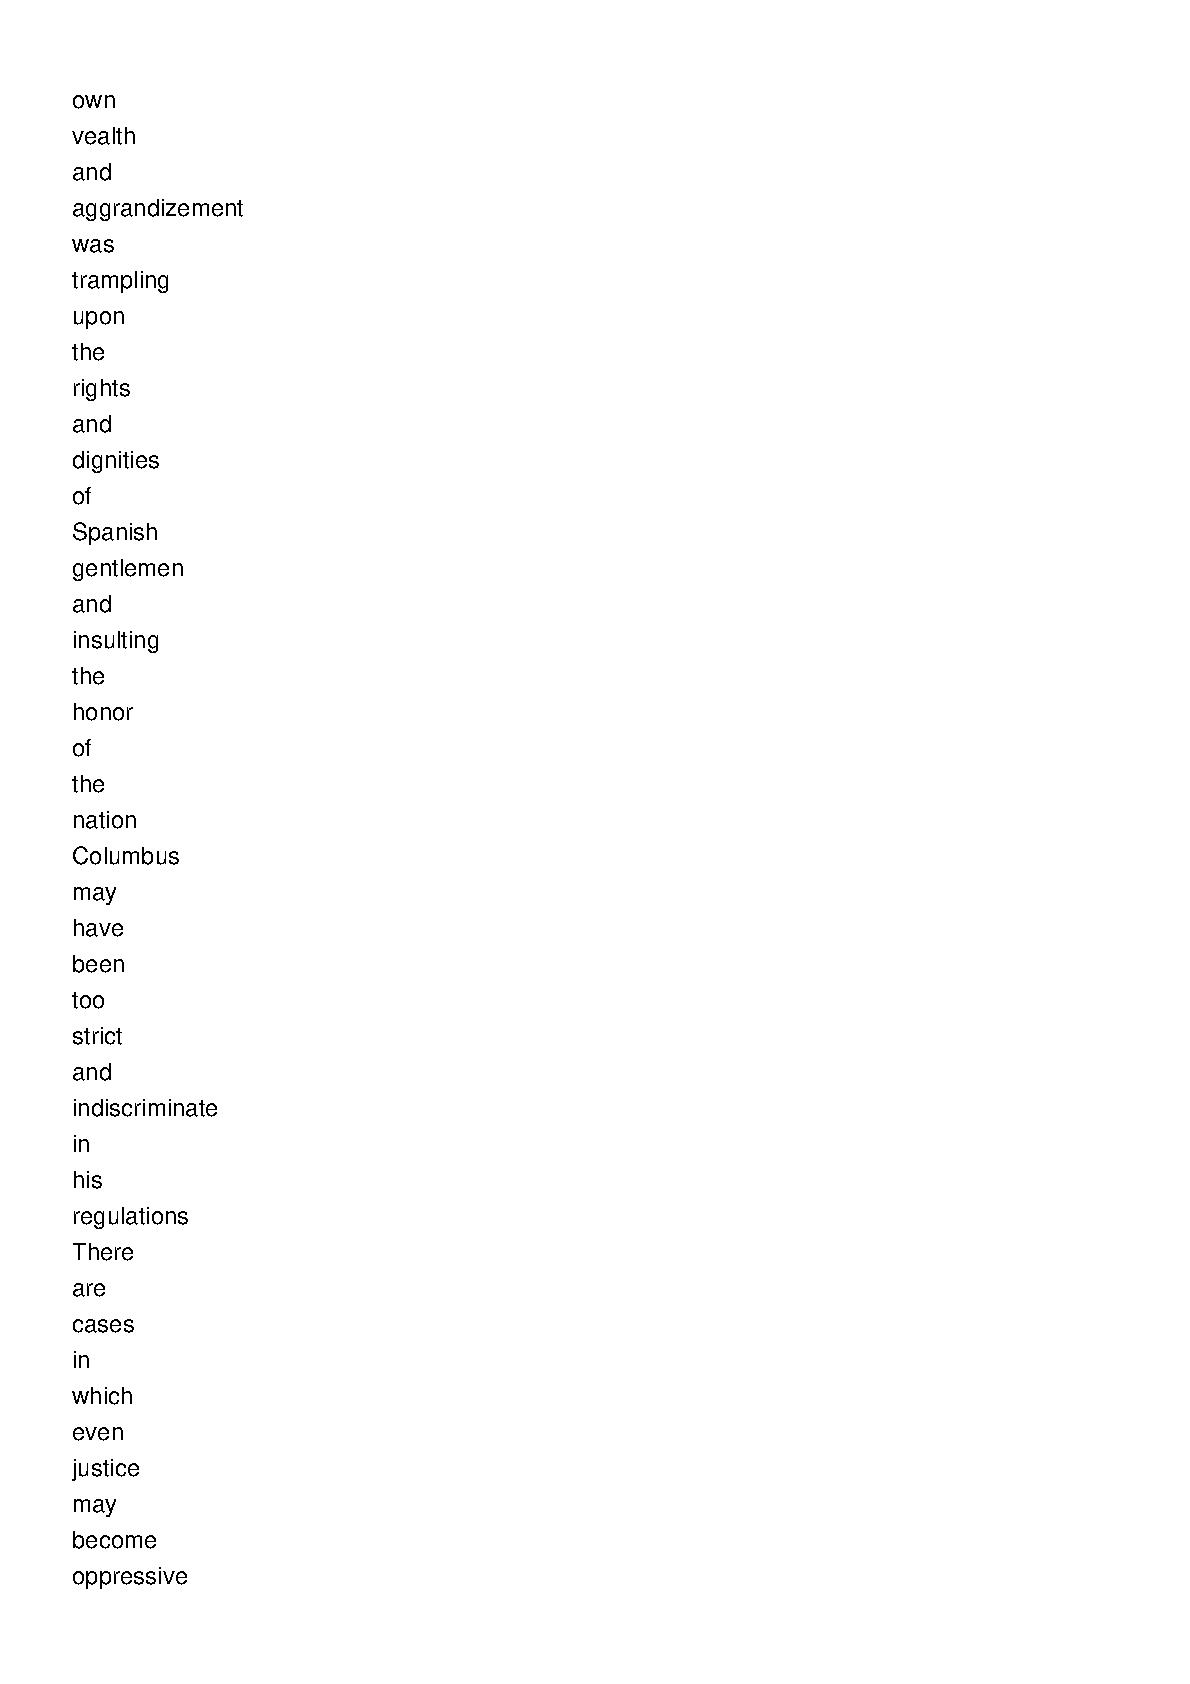 own
vealth
and
aggrandizement
was
trampling
upon
the
rights
and
dignities
of
Spanish
gentlemen
and
insulting
the
honor
of
the
nation
Columbus
may
have
been
too
strict
and
indiscriminate
in
his
regulations
There
are
cases
in
which
even
justice
may
become
oppressive